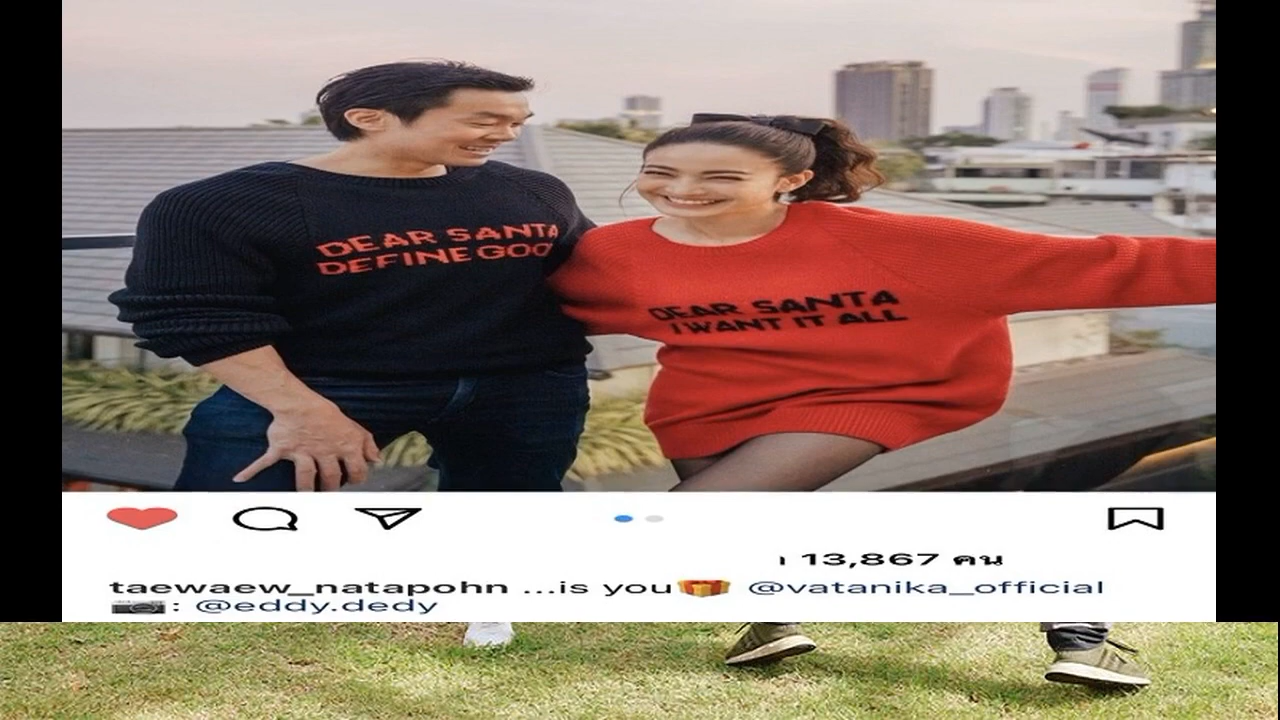 DEAR SANTA
DEFINE GOOD
DEAR SANTA
I WANT IT ALL
13,867 คน
taewaew_natapohn ...is you🎁 @vatanika_official
📷: @eddy.dedy